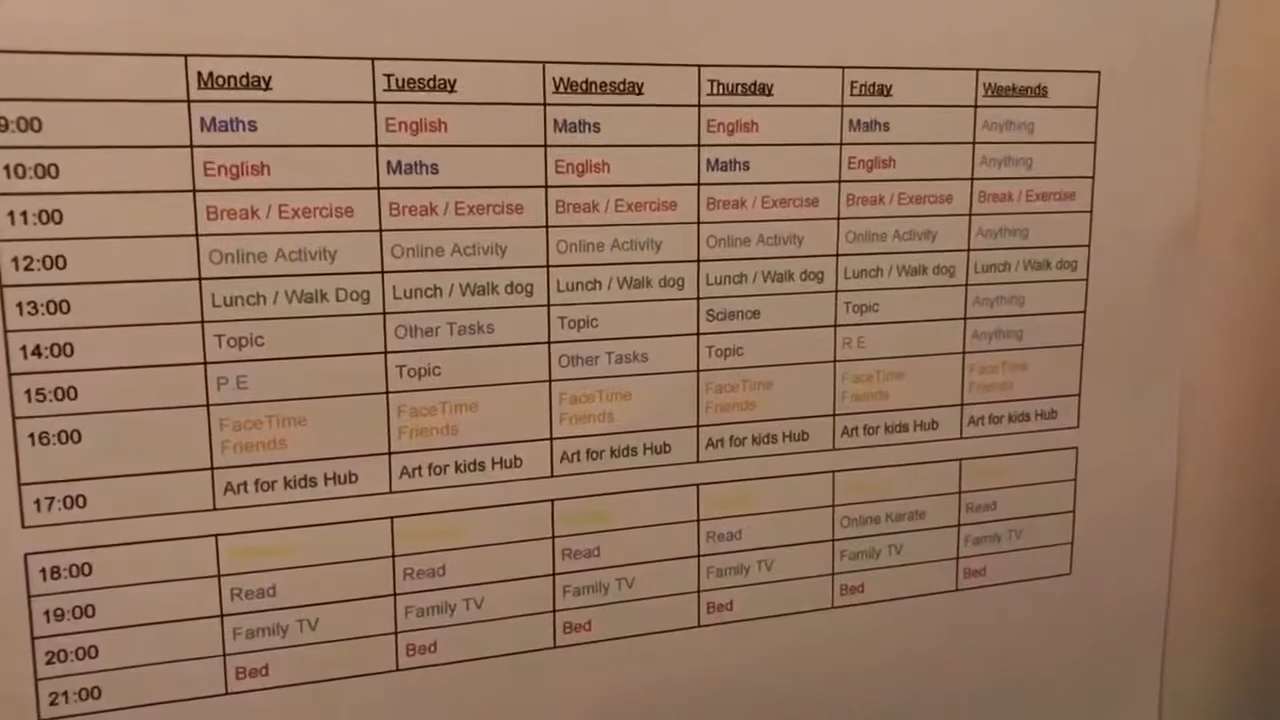 Monday Tuesday Wednesday Thursday Friday Weekends
9:00 Maths English Maths English Maths Anything
10:00 English Maths English Maths English Anything
11:00 Break / Exercise Break / Exercise Break / Exercise Break / Exercise Break / Exercise Break / Exercise
12:00 Online Activity Online Activity Online Activity Online Activity Online Activity Anything
13:00 Lunch / Walk Dog Lunch / Walk dog Lunch / Walk dog Lunch / Walk dog Lunch / Walk dog Lunch / Walk dog
14:00 Topic Other Tasks Topic Science Topic Anything
15:00 P.E Topic Other Tasks Topic R.E Anything
16:00 FaceTime FaceTime FaceTime FaceTime FaceTime FaceTime
Friends Friends Friends Friends Friends Friends
17:00 Art for kids Hub Art for kids Hub Art for kids Hub Art for kids Hub Art for kids Hub Art for kids Hub
18:00
19:00 Read Read Read Read Online Karate Read
20:00 Family TV Family TV Family TV Family TV Family TV Family TV
21:00 Bed Bed Bed Bed Bed Bed